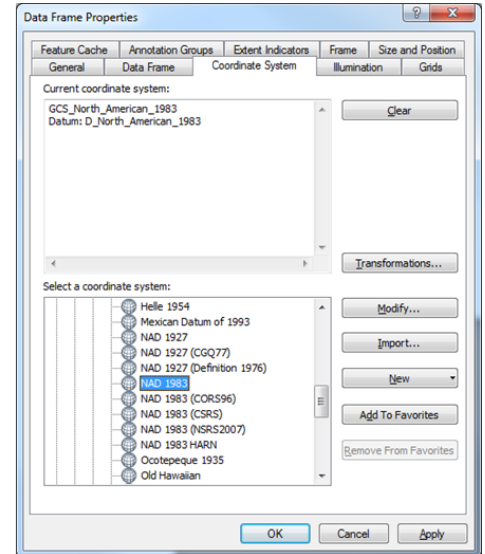 Data Frame Properties
Feature Cache Annotation Groups Extent Indicators Frame Size and Position
General Data Frame Coordinate System Illumination Grids
Current coordinate system:
GCS_North_American_1983
Datum: D_North_American_1983
Clear
Transformations...
Select a coordinate system:
Helle 1954
Mexican Datum of 1993
NAD 1927
NAD 1927 (CGQ77)
NAD 1927 (Definition 1976)
NAD 1983
NAD 1983 (CORS96)
NAD 1983 (CSRS)
NAD 1983 (NSRS2007)
NAD 1983 HARN
Ocotepeque 1935
Old Hawaiian
Modify...
Import...
New
Add To Favorites
Remove From Favorites
OK Cancel Apply